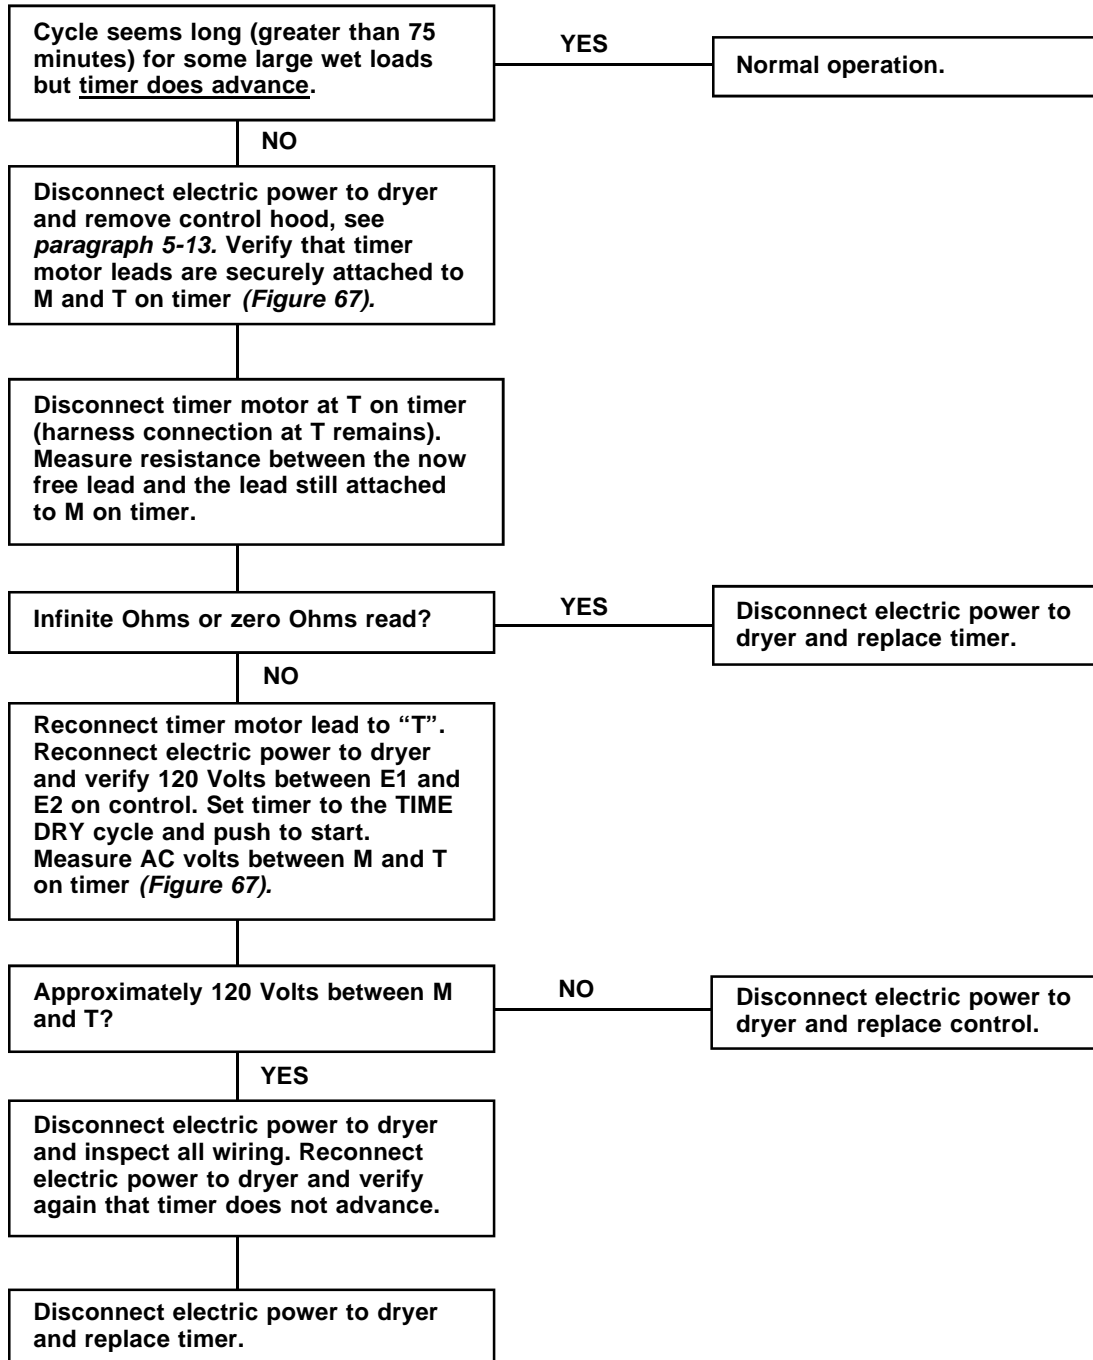 Cycle seems long (greater than 75
minutes) for some large wet loads
but timer does advance.
YES
Normal operation.
NO
Disconnect electric power to dryer
and remove control hood, see
paragraph 5-13. Verify that timer
motor leads are securely attached to
M and T on timer (Figure 67).
Disconnect timer motor at T on timer
(harness connection at T remains).
Measure resistance between the now
free lead and the lead still attached
to M on timer.
Infinite Ohms or zero Ohms read?
YES
Disconnect electric power to
dryer and replace timer.
NO
Reconnect timer motor lead to “T”.
Reconnect electric power to dryer
and verify 120 Volts between E1 and
E2 on control. Set timer to the TIME
DRY cycle and push to start.
Measure AC volts between M and T
on timer (Figure 67).
Approximately 120 Volts between M
and T?
NO
Disconnect electric power to
dryer and replace control.
YES
Disconnect electric power to dryer
and inspect all wiring. Reconnect
electric power to dryer and verify
again that timer does not advance.
Disconnect electric power to dryer
and replace timer.